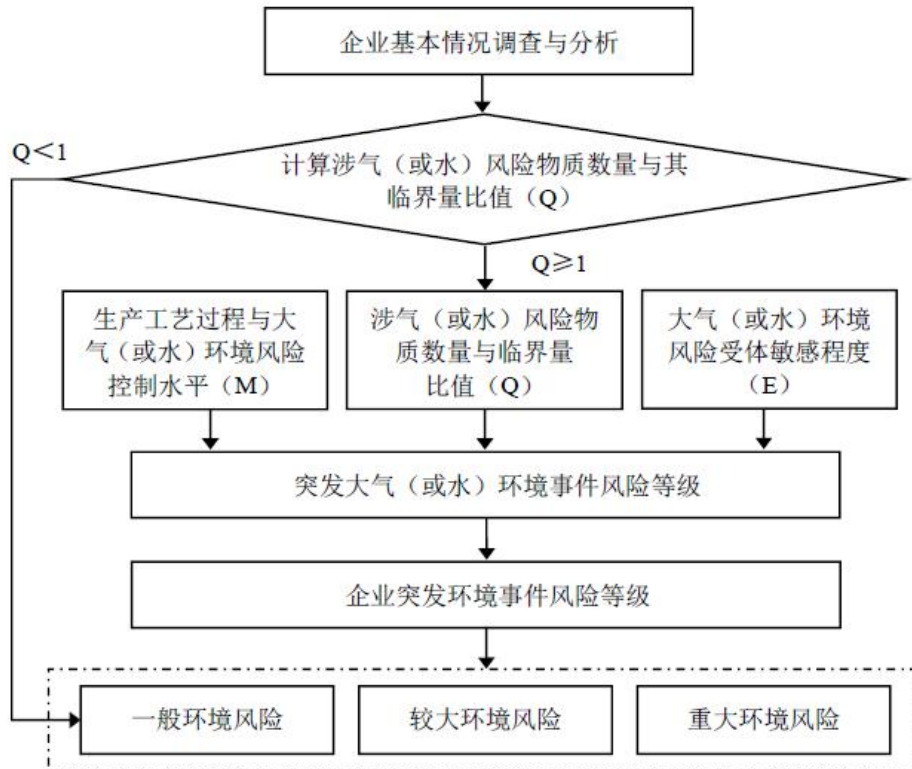 企业基本情况调查与分析
Q＜1
计算涉气（或水）风险物质数量与其
临界量比值（Q）
Q≥1
生产工艺过程与大
气（或水）环境风险
控制水平（M）
涉气（或水）风险物
质数量与临界量
比值（Q）
大气（或水）环境
风险受体敏感程度
（E）
突发大气（或水）环境事件风险等级
企业突发环境事件风险等级
一般环境风险
较大环境风险
重大环境风险